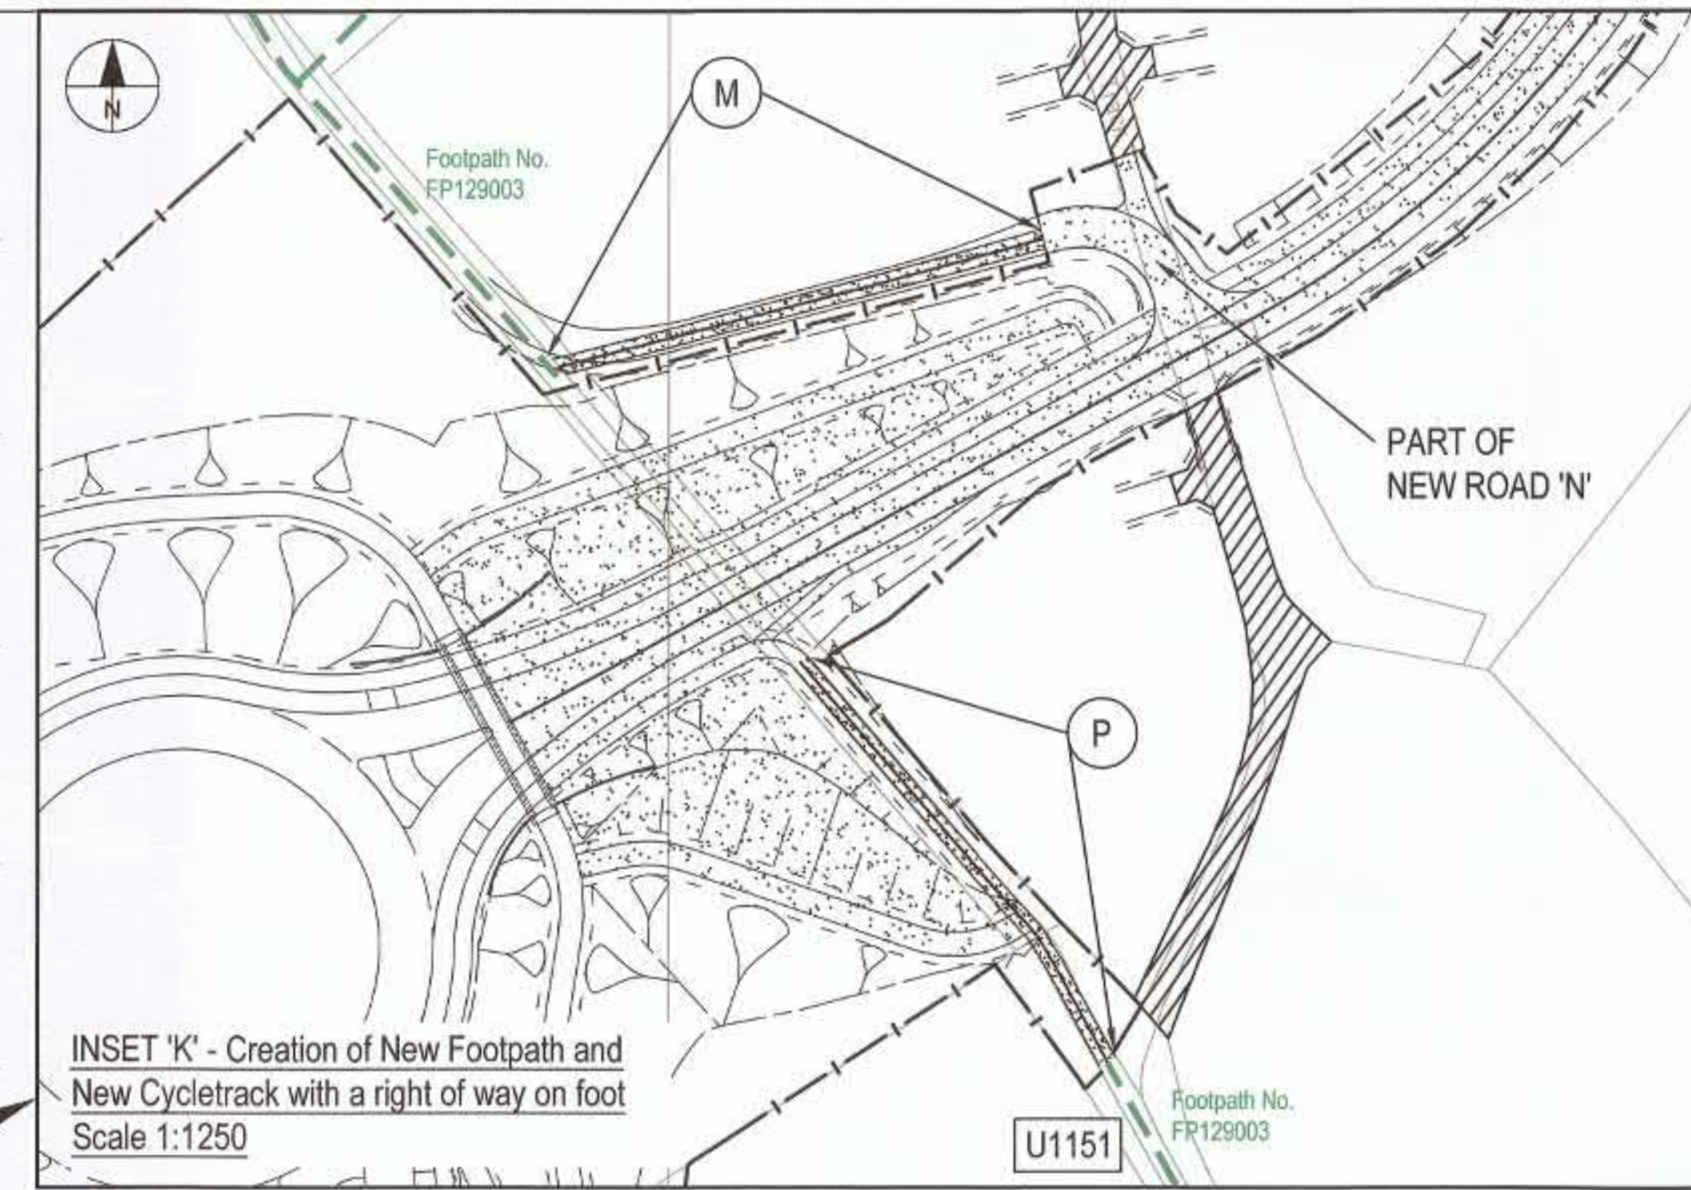 N
M
Footpath No.
FP129003
PART OF
NEW ROAD 'N'
P
INSET 'K' - Creation of New Footpath and
New Cycletrack with a right of way on foot
Scale 1:1250
U1151
Footpath No.
FP129003